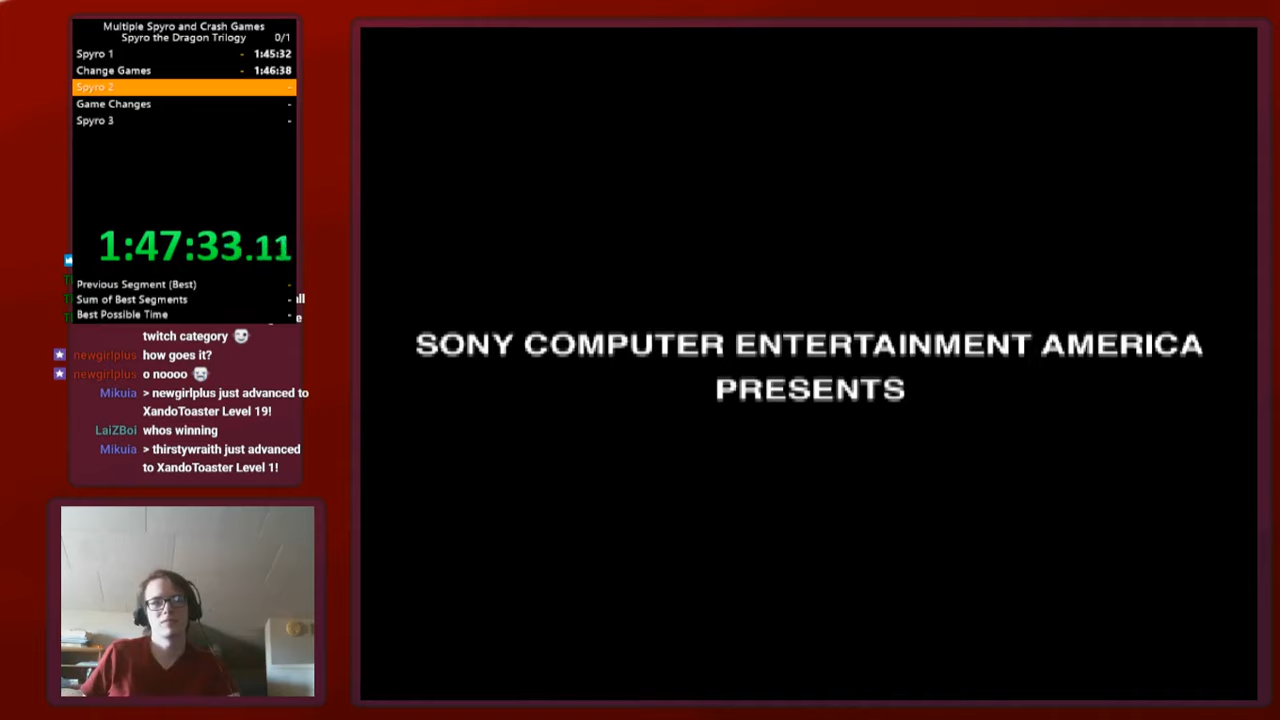 Multiple Spyro and Crash Games
Spyro the Dragon Trilogy 0/1
Spyro 1 - 1:45:32
Change Games - 1:46:38
Spyro 2 -
Game Changes -
Spyro 3 -
1:47:33.11
Previous Segment (Best) -
Sum of Best Segments -
Best Possible Time -
twitch category
newgirlplus how goes it?
newgirlplus o noooo
Mikuia > newgirlplus just advanced to
XandoToaster Level 19!
LaiZBoi whos winning
Mikuia > thirstywraith just advanced
to XandoToaster Level 1!
SONY COMPUTER ENTERTAINMENT AMERICA
PRESENTS